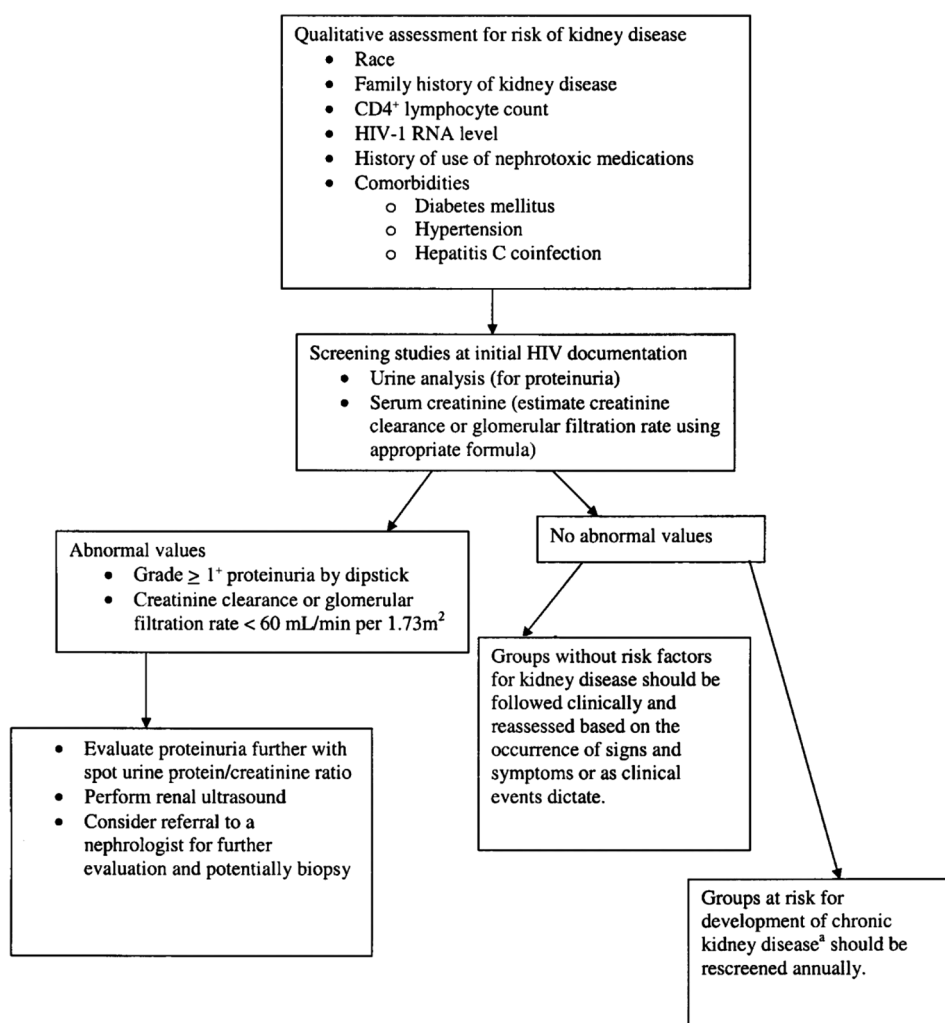 Qualitative assessment for risk of kidney disease
• Race
• Family history of kidney disease
• CD4⁺ lymphocyte count
• HIV-1 RNA level
• History of use of nephrotoxic medications
• Comorbidities
o Diabetes mellitus
o Hypertension
o Hepatitis C coinfection
Screening studies at initial HIV documentation
• Urine analysis (for proteinuria)
• Serum creatinine (estimate creatinine
clearance or glomerular filtration rate using
appropriate formula)
Abnormal values
• Grade ≥ 1⁺ proteinuria by dipstick
• Creatinine clearance or glomerular
filtration rate < 60 mL/min per 1.73m²
No abnormal values
• Evaluate proteinuria further with
spot urine protein/creatinine ratio
• Perform renal ultrasound
• Consider referral to a
nephrologist for further
evaluation and potentially biopsy
Groups without risk factors
for kidney disease should be
followed clinically and
reassessed based on the
occurrence of signs and
symptoms or as clinical
events dictate.
Groups at risk for
development of chronic
kidney diseaseᵃ should be
rescreened annually.